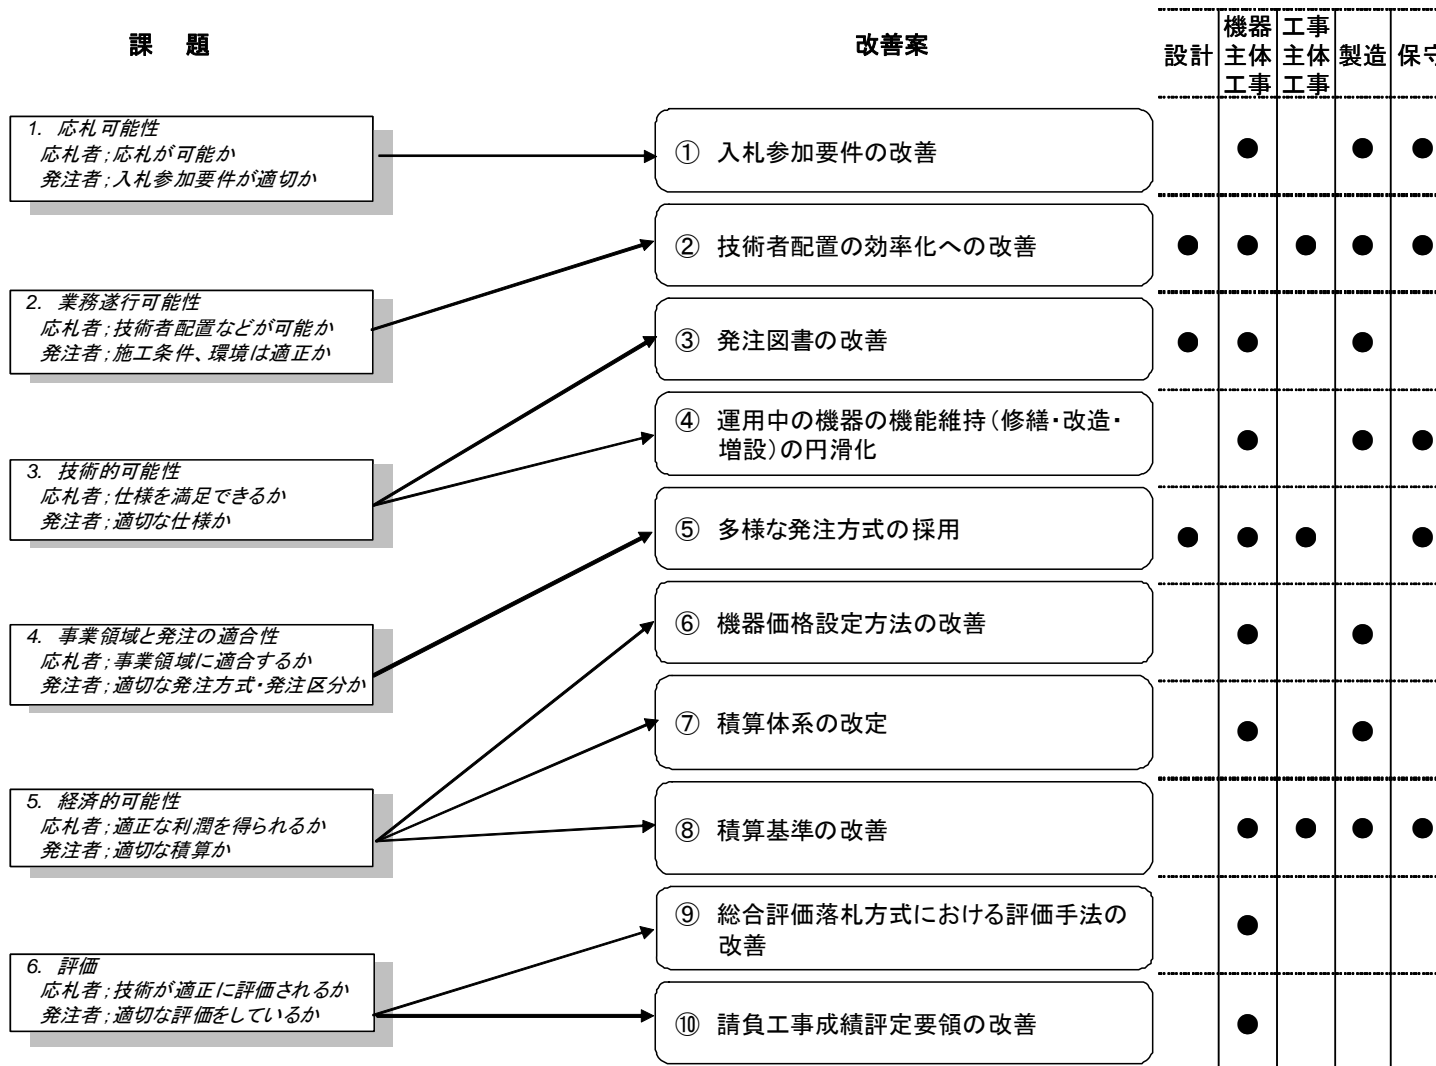 課　題
改善案
設計
機器
主体
工事
工事
主体
工事
製造
保守
1. 応札可能性
応札者；応札が可能か
発注者；入札参加要件が適切か
2. 業務遂行可能性
応札者；技術者配置などが可能か
発注者；施工条件、環境は適正か
3. 技術的可能性
応札者；仕様を満足できるか
発注者；適切な仕様か
4. 事業領域と発注の適合性
応札者；事業領域に適合するか
発注者；適切な発注方式・発注区分か
5. 経済的可能性
応札者；適正な利潤を得られるか
発注者；適切な積算か
6. 評価
応札者；技術が適正に評価されるか
発注者；適切な評価をしているか
① 入札参加要件の改善
② 技術者配置の効率化への改善
③ 発注図書の改善
④ 運用中の機器の機能維持（修繕・改造・
増設）の円滑化
⑤ 多様な発注方式の採用
⑥ 機器価格設定方法の改善
⑦ 積算体系の改定
⑧ 積算基準の改善
⑨ 総合評価落札方式における評価手法の
改善
⑩ 請負工事成績評定要領の改善